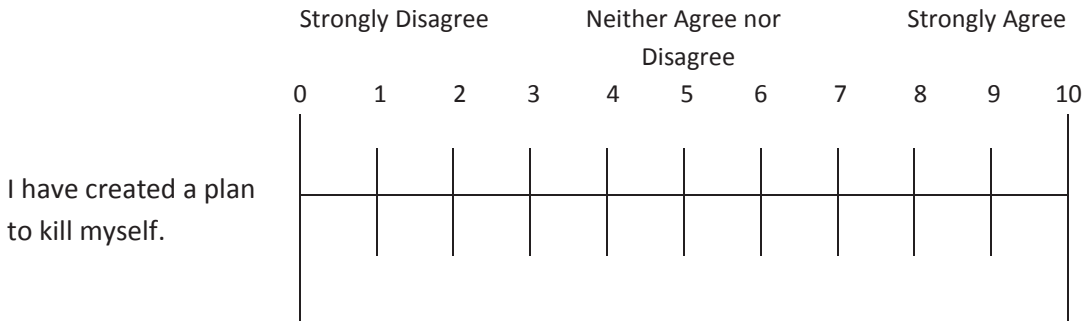 Strongly Disagree Neither Agree nor Strongly Agree
Disagree
0 1 2 3 4 5 6 7 8 9 10
I have created a plan
to kill myself.